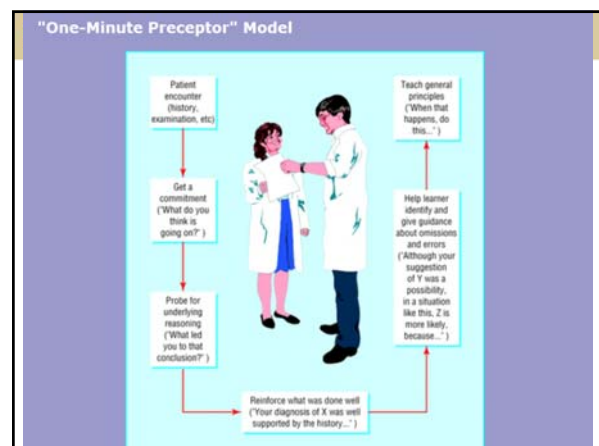 "One-Minute Preceptor" Model
Patient
encounter
(history,
examination, etc)
Get a
commitment
("What do you
think is
going on?" )
Probe for
underlying
reasoning
("What led
you to that
conclusion?" )
Reinforce what was done well
("Your diagnosis of X was well
supported by the history..." )
Help learner
identify and
give guidance
about omissions
and errors
("Although your
suggestion
of Y was a
possibility,
in a situation
like this, Z is
more likely,
because..." )
Teach general
principles
("When that
happens, do
this..." )